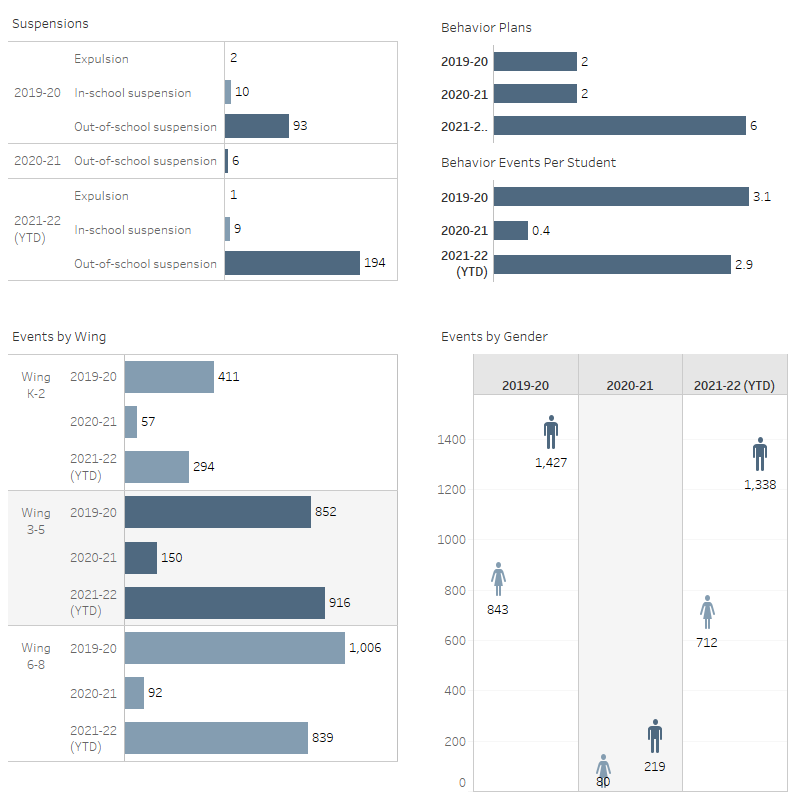 Suspensions
Expulsion 2
2019-20 In-school suspension 10
Out-of-school suspension 93
2020-21 Out-of-school suspension 6
Expulsion 1
2021-22
(YTD)
In-school suspension 9
Out-of-school suspension 194
Behavior Plans
2019-20 2
2020-21 2
2021-2.. 6
Behavior Events Per Student
2019-20 3.1
2020-21 0.4
2021-22
(YTD)
2.9
Events by Wing
Wing
K-2
2019-20 411
2020-21 57
2021-22
(YTD)
294
Wing
3-5
2019-20 852
2020-21 150
2021-22
(YTD)
916
Wing
6-8
2019-20 1,006
2020-21 92
2021-22
(YTD)
839
Events by Gender
2019-20 2020-21 2021-22 (YTD)
1400
1,427
1,338
1200
1000
800
843
712
600
400
200
219
80
0